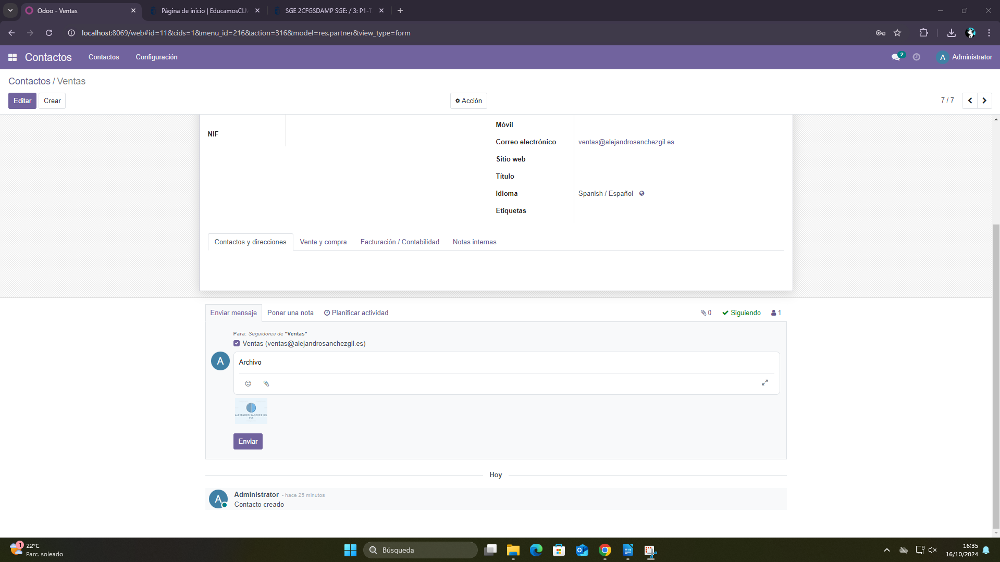 Odoo - Ventas
Página de inicio | EducamosCLM
SGE 2CFGSDAMP SGE: / 3: P1-T
localhost:8069/web#id=11&cids=1&menu_id=216&action=316&model=res.partner&view_type=form
Contactos
Contactos
Configuración
2
A
Administrator
Contactos / Ventas
Editar
Crear
Acción
7 / 7
NIF
Móvil
Correo electrónico
ventas@alejandrosanchezgil.es
Sitio web
Título
Idioma
Spanish / Español
Etiquetas
Contactos y direcciones
Venta y compra
Facturación / Contabilidad
Notas internas
Enviar mensaje
Poner una nota
Planificar actividad
0
Siguiendo
1
Para: Seguidores de "Ventas"
Ventas (ventas@alejandrosanchezgil.es)
A
Archivo
ALEJANDRO SANCHEZ GIL
SGE
Enviar
Hoy
A
Administrator - hace 25 minutos
Contacto creado
1
22°C
Parc. soleado
Búsqueda
16:35
16/10/2024